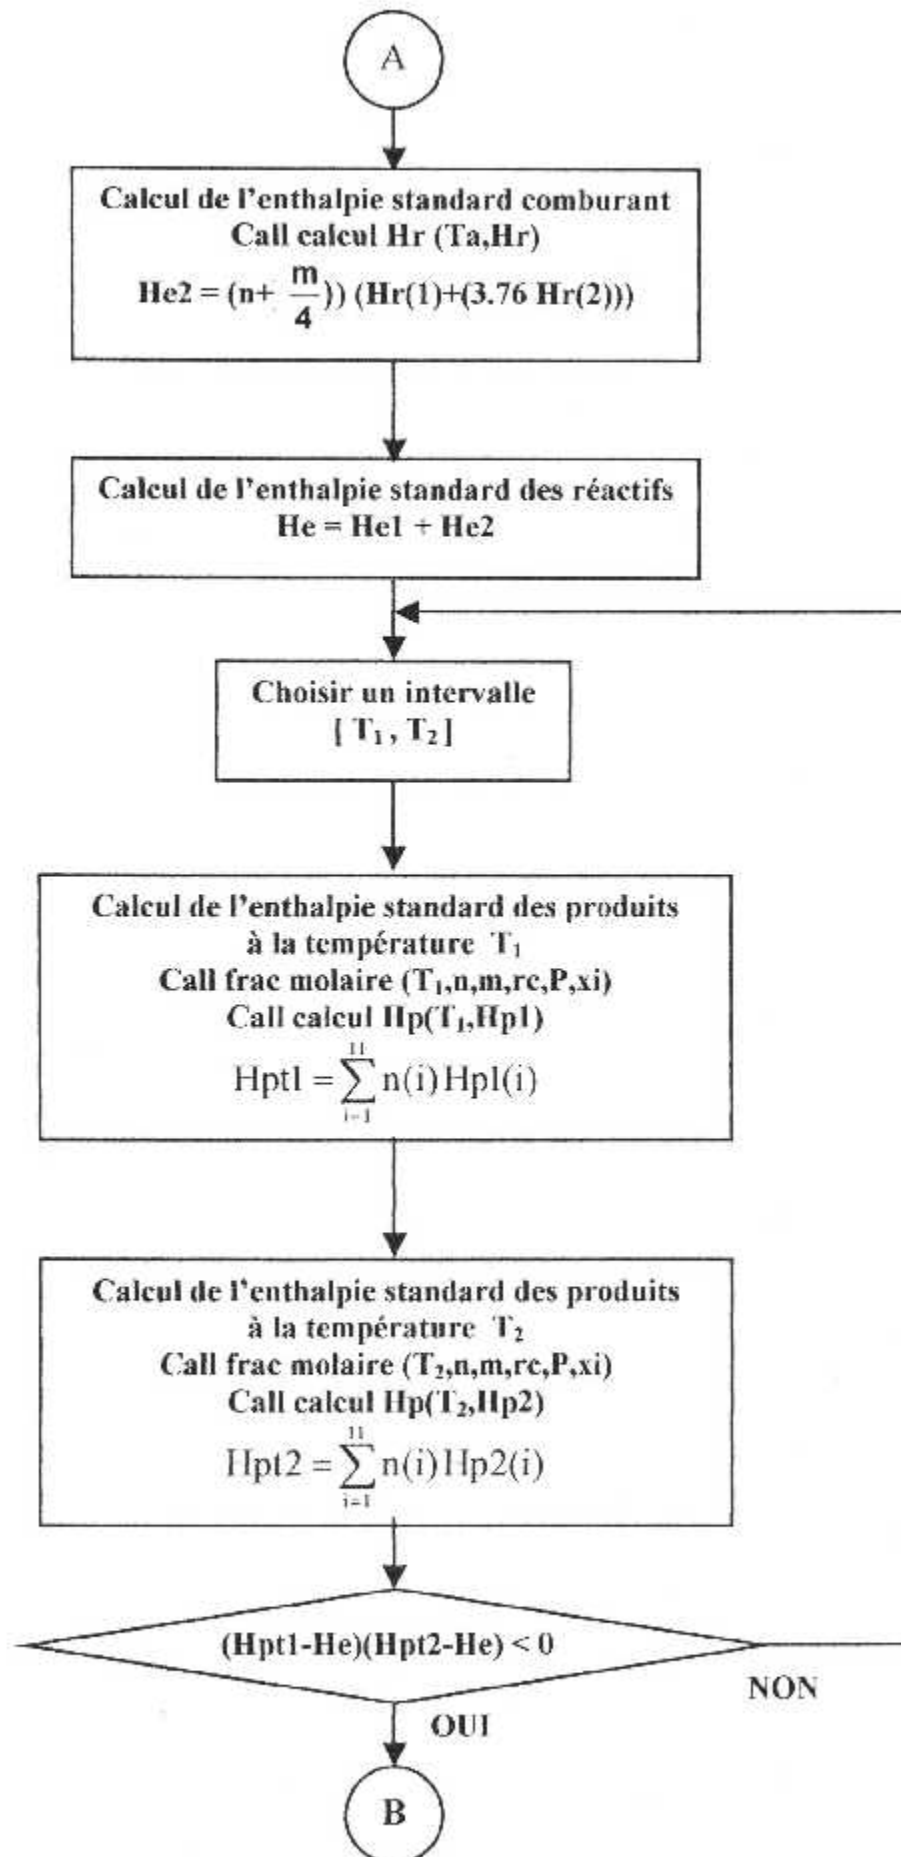 A
Calcul de l'enthalpie standard comburant
Call calcul Hr (Ta,Hr)
He2 = (n+ m/4)) (Hr(1)+(3.76 Hr(2)))
Calcul de l'enthalpie standard des réactifs
He = He1 + He2
Choisir un intervalle
[ T₁ , T₂ ]
Calcul de l'enthalpie standard des produits
à la température T₁
Call frac molaire (T₁,n,m,rc,P,xi)
Call calcul Hp(T₁,Hp1)
Hpt1 = ∑_{i=1}^{11} n(i) Hp1(i)
Calcul de l'enthalpie standard des produits
à la température T₂
Call frac molaire (T₂,n,m,rc,P,xi)
Call calcul Hp(T₂,Hp2)
Hpt2 = ∑_{i=1}^{11} n(i) Hp2(i)
(Hpt1-He)(Hpt2-He) < 0
NON
OUI
B